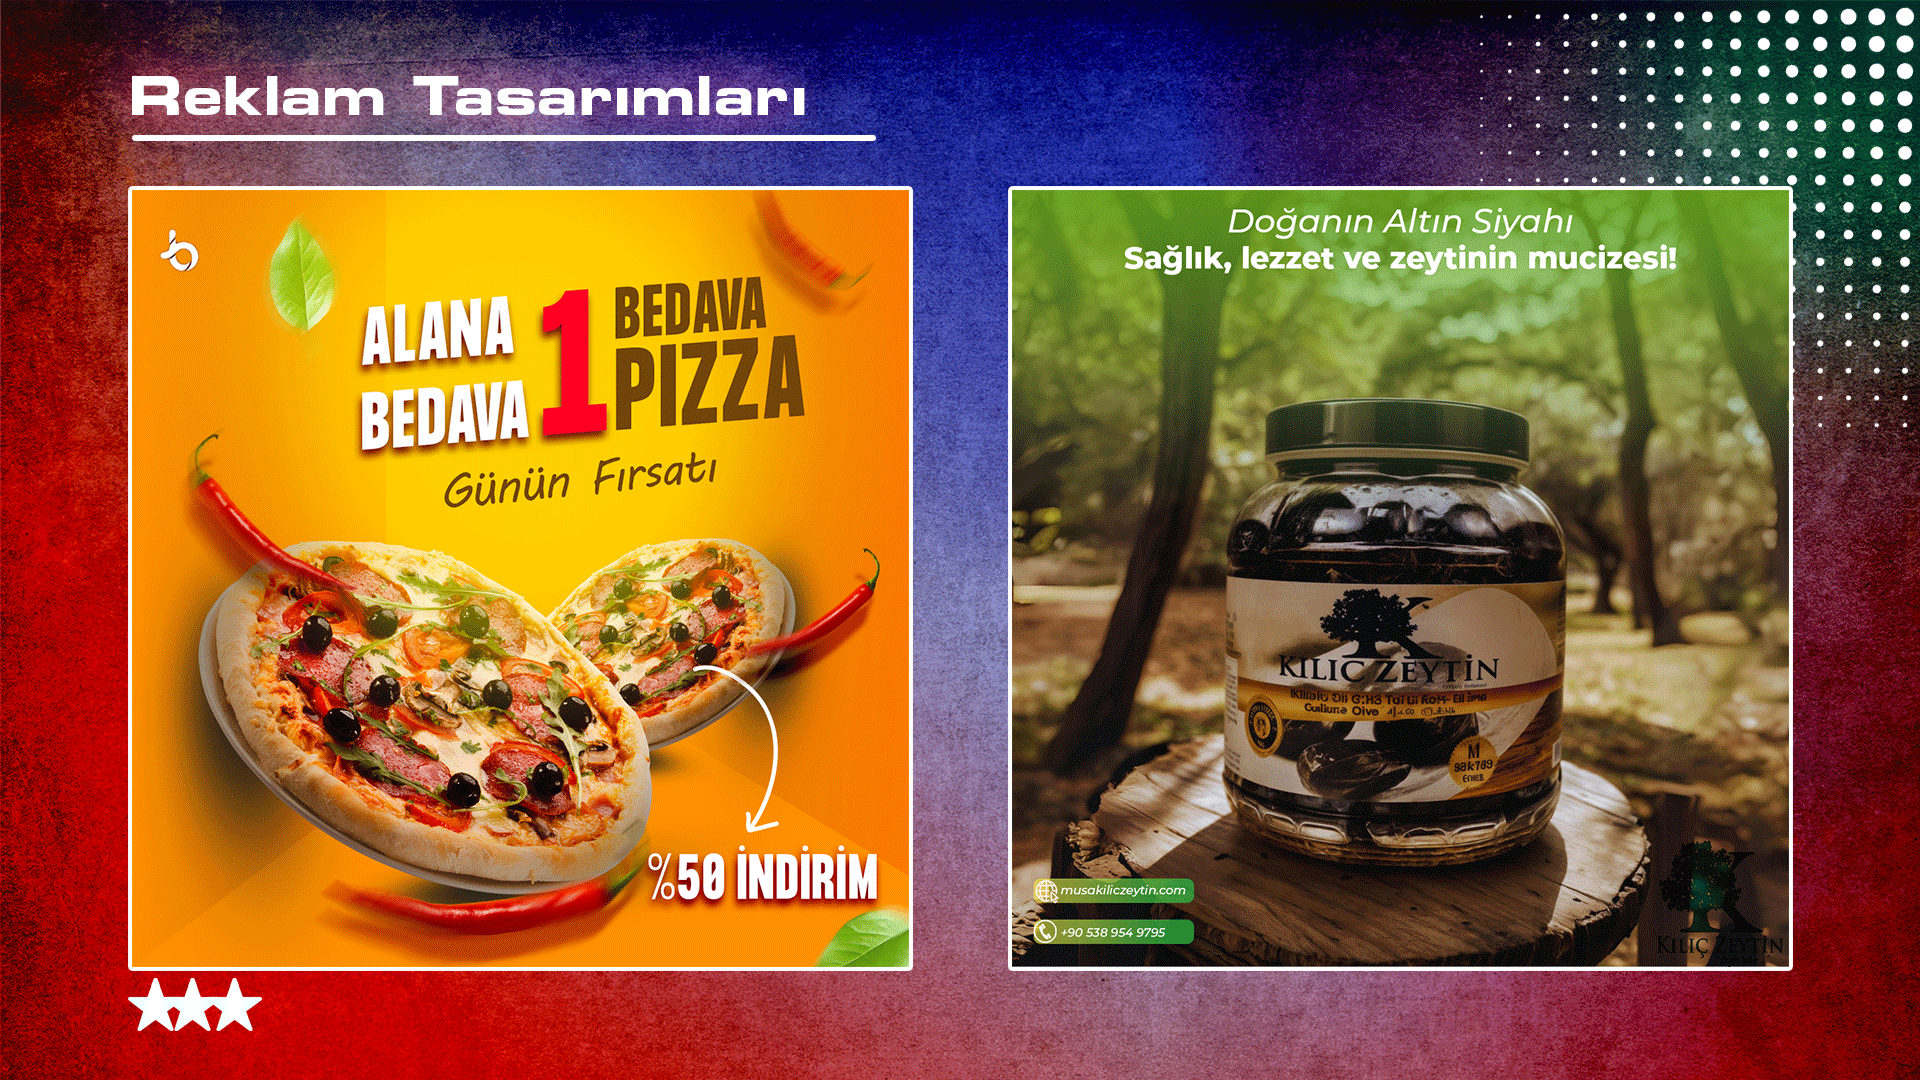 Reklam Tasarımları
ALANA
BEDAVA
1
BEDAVA
PIZZA
Günün Fırsatı
%50 İNDİRİM
Doğanın Altın Siyahı
Sağlık, lezzet ve zeytinin mucizesi!
KILIÇ ZEYTİN
musakiliczeytin.com
+90 538 954 9795
KILIÇ ZEYTİN